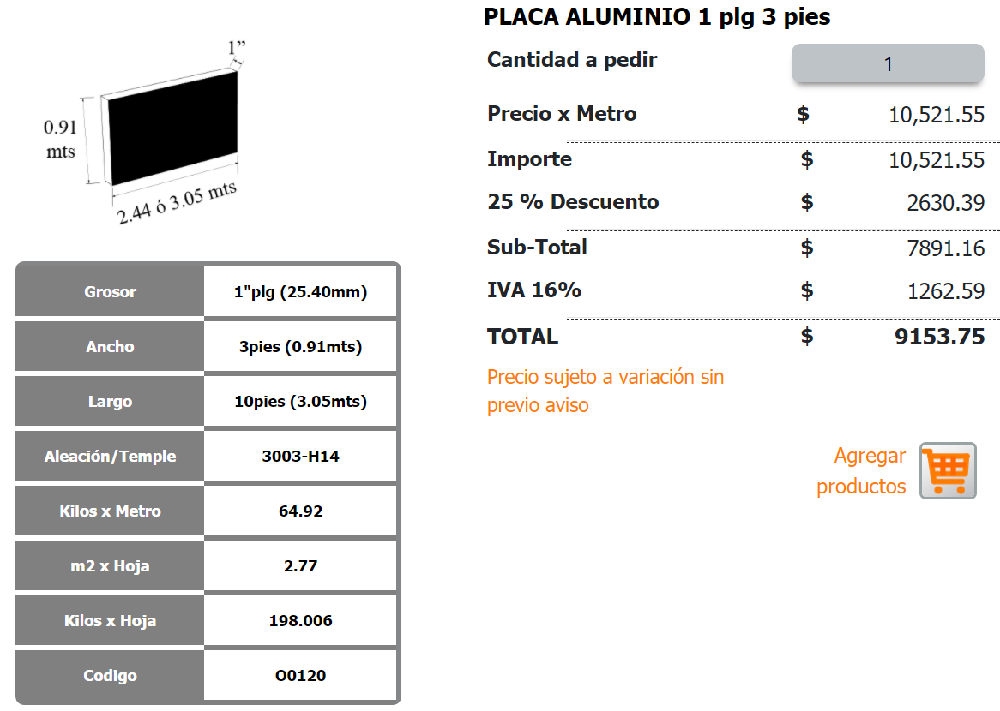 1”
0.91
mts
2.44 ó 3.05 mts
Grosor 1"plg (25.40mm)
Ancho 3pies (0.91mts)
Largo 10pies (3.05mts)
Aleación/Temple 3003-H14
Kilos x Metro 64.92
m2 x Hoja 2.77
Kilos x Hoja 198.006
Codigo O0120
PLACA ALUMINIO 1 plg 3 pies
Cantidad a pedir 1
Precio x Metro $ 10,521.55
Importe $ 10,521.55
25 % Descuento $ 2630.39
Sub-Total $ 7891.16
IVA 16% $ 1262.59
TOTAL $ 9153.75
Precio sujeto a variación sin
previo aviso
Agregar
productos